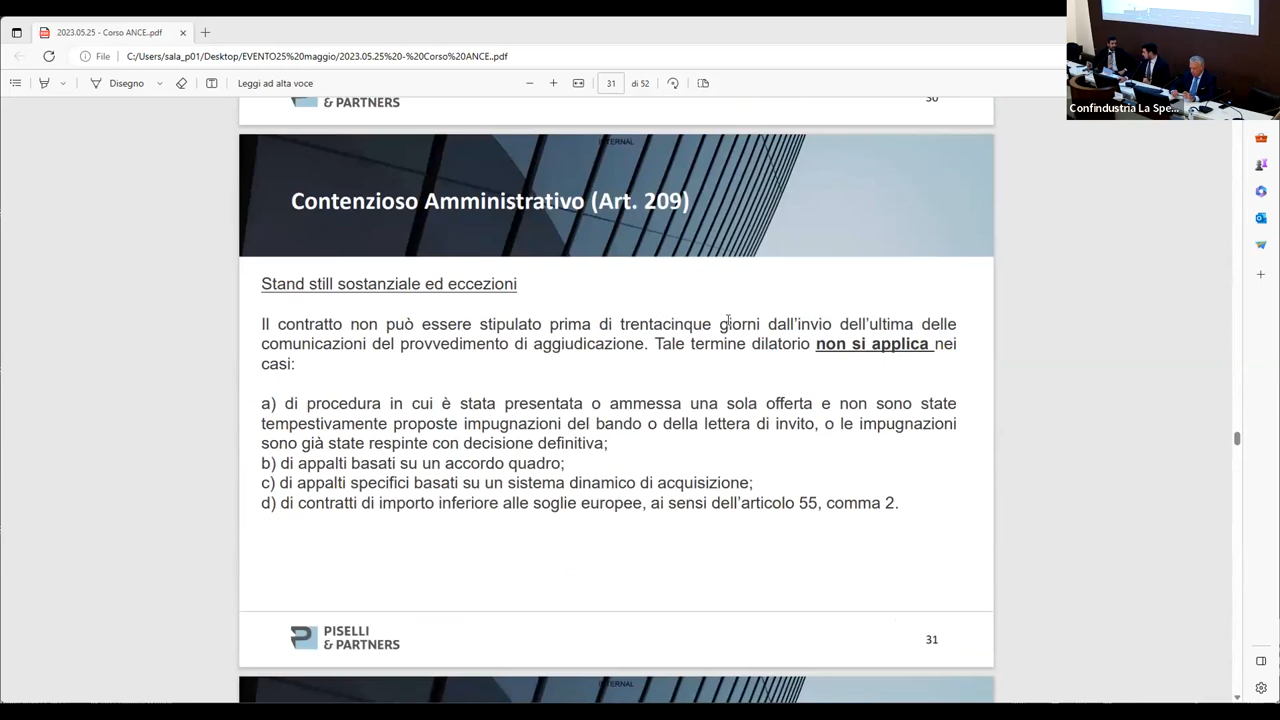 2023.05.25 - Corso ANCE..pdf
File
C:/Users/sala_p01/Desktop/EVENTO25%20maggio/2023.05.25%20-%20Corso%20ANCE..pdf
Disegno
Leggi ad alta voce
31
di 52
Confindustria La Spe...
& PARTNERS
30
INTERNAL
Contenzioso Amministrativo (Art. 209)
Stand still sostanziale ed eccezioni
Il contratto non può essere stipulato prima di trentacinque giorni dall'invio dell'ultima delle
comunicazioni del provvedimento di aggiudicazione. Tale termine dilatorio non si applica nei
casi:
a) di procedura in cui è stata presentata o ammessa una sola offerta e non sono state
tempestivamente proposte impugnazioni del bando o della lettera di invito, o le impugnazioni
sono già state respinte con decisione definitiva;
b) di appalti basati su un accordo quadro;
c) di appalti specifici basati su un sistema dinamico di acquisizione;
d) di contratti di importo inferiore alle soglie europee, ai sensi dell'articolo 55, comma 2.
PISELLI
& PARTNERS
31
INTERNAL